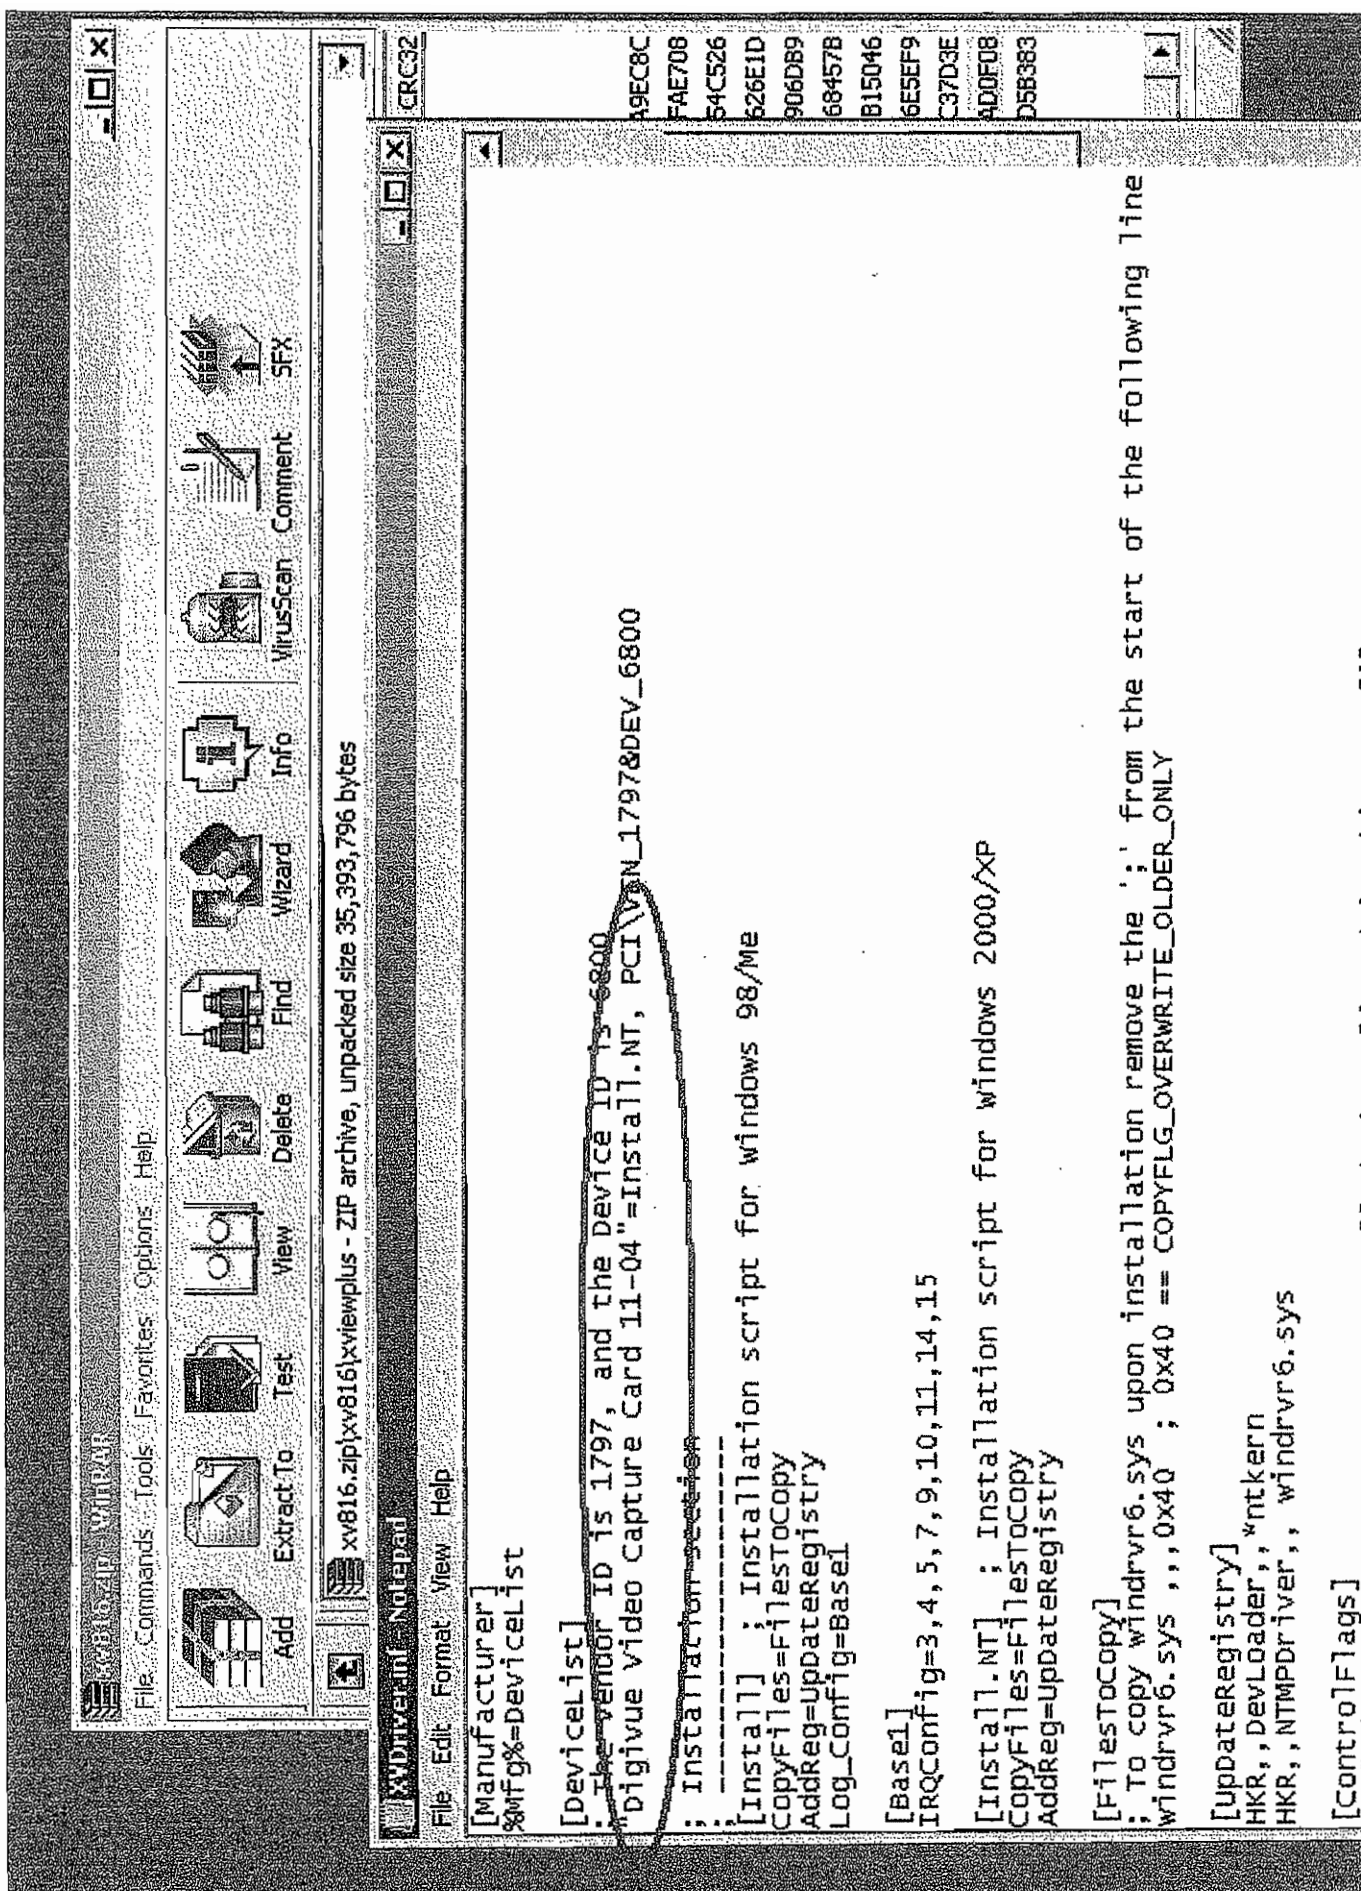 xv816.zip - WinRAR
File Commands Tools Favorites Options Help
Add Extract To Test View Delete Find Wizard Info VirusScan Comment SFX
xv816.zip\xv816\xviewplus - ZIP archive, unpacked size 35,393,796 bytes
CRC32
A9EC8C
FAE708
54C526
626E1D
906DB9
68457B
B15046
6E5EF9
C37D3E
AD0F08
D5B383
XVDriver.inf - Notepad
File Edit Format View Help
[Manufacturer]
%Mfg%=DeviceList
[DeviceList]
; The vendor ID is 1797, and the Device ID is 6800
"Digivue Video Capture Card 11-04"=Install.NT, PCI\VEN_1797&DEV_6800
; Installation section
;---------------------
[Install] ; Installation script for windows 98/Me
CopyFiles=FilesToCopy
AddReg=UpDateRegistry
Log_Config=Base1
[Base1]
IRQConfig=3,4,5,7,9,10,11,14,15
[Install.NT] ; Installation script for windows 2000/XP
CopyFiles=FilesToCopy
AddReg=UpDateRegistry
[FilesToCopy]
; To copy windrvr6.sys upon installation remove the ';' from the start of the following line
windrvr6.sys ,,,0x40 ; 0x40 == COPYFLG_OVERWRITE_OLDER_ONLY
[UpDateRegistry]
HKR,,DevLoader,,*ntkern
HKR,,NTMPDriver,, windrvr6.sys
[ControlFlags]